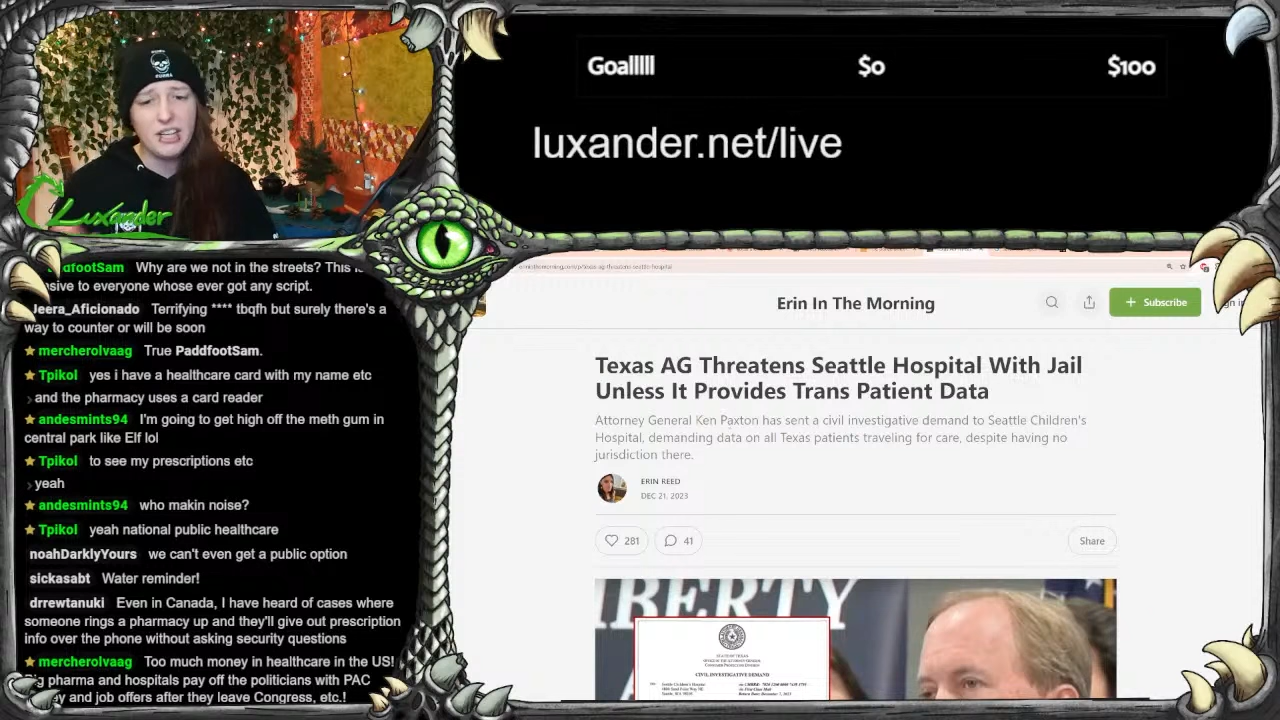 Goalllll $0 $100
luxander.net/live
Luxander
PaddfootSam Why are we not in the streets? This is
to everyone whose ever got any script.
Jeera_Aficionado Terrifying **** tbqfh but surely there's a
way to counter or will be soon
mercherolvaag True PaddfootSam.
Tpikol yes i have a healthcare card with my name etc
and the pharmacy uses a card reader
andesmints94 I'm going to get high off the meth gum in
central park like Elf lol
Tpikol to see my prescriptions etc
yeah
andesmints94 who makin noise?
Tpikol yeah national public healthcare
noahDarklyYours we can't even get a public option
sickasabt Water reminder!
drrewtanuki Even in Canada, I have heard of cases where
someone rings a pharmacy up and they'll give out prescription
info over the phone without asking security questions
mercherolvaag Too much money in healthcare in the US!
and hospitals pay off the politicians with PAC
offers after they leave Congress, etc.!
Erin In The Morning
+ Subscribe
Texas AG Threatens Seattle Hospital With Jail
Unless It Provides Trans Patient Data
Attorney General Ken Paxton has sent a civil investigative demand to Seattle Children's
Hospital, demanding data on all Texas patients traveling for care, despite having no
jurisdiction there.
ERIN REED
DEC 21, 2023
281 41 Share
CIVIL INVESTIGATIVE DEMAND